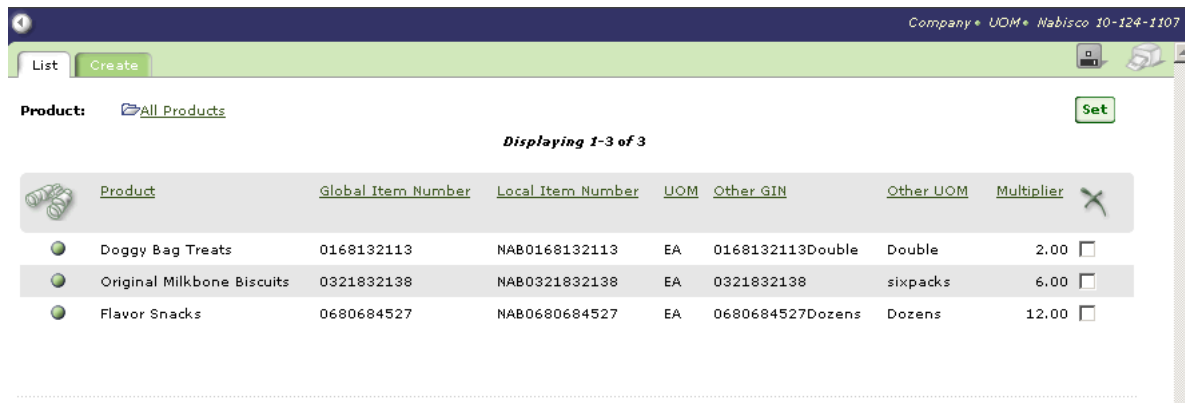 Company • UOM • Nabisco 10-124-1107
List Create
Product: All Products Set
Displaying 1-3 of 3
Product Global Item Number Local Item Number UOM Other GIN Other UOM Multiplier
Doggy Bag Treats 0168132113 NAB0168132113 EA 0168132113Double Double 2.00
Original Milkbone Biscuits 0321832138 NAB0321832138 EA 0321832138 sixpacks 6.00
Flavor Snacks 0680684527 NAB0680684527 EA 0680684527Dozens Dozens 12.00